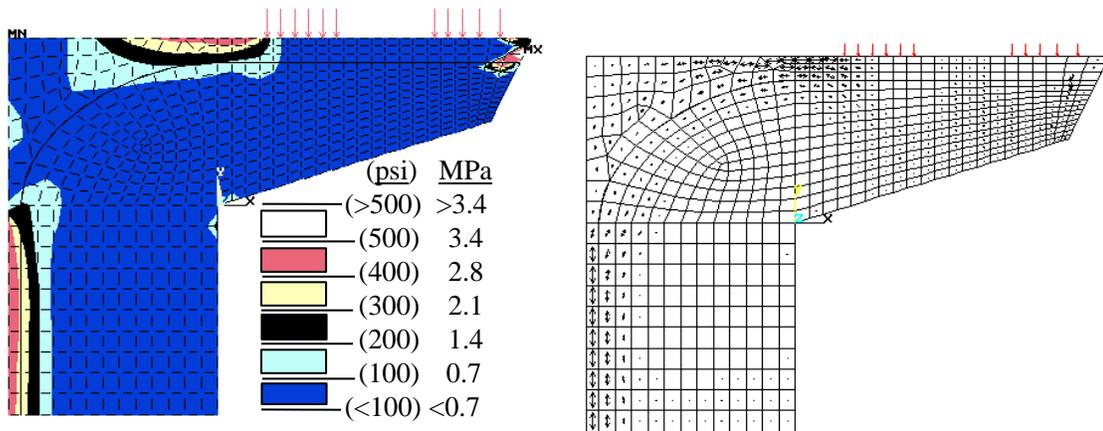 MN
MX
Y
X
(psi) MPa
(>500) >3.4
(500) 3.4
(400) 2.8
(300) 2.1
(200) 1.4
(100) 0.7
(<100) <0.7
Y
Z X